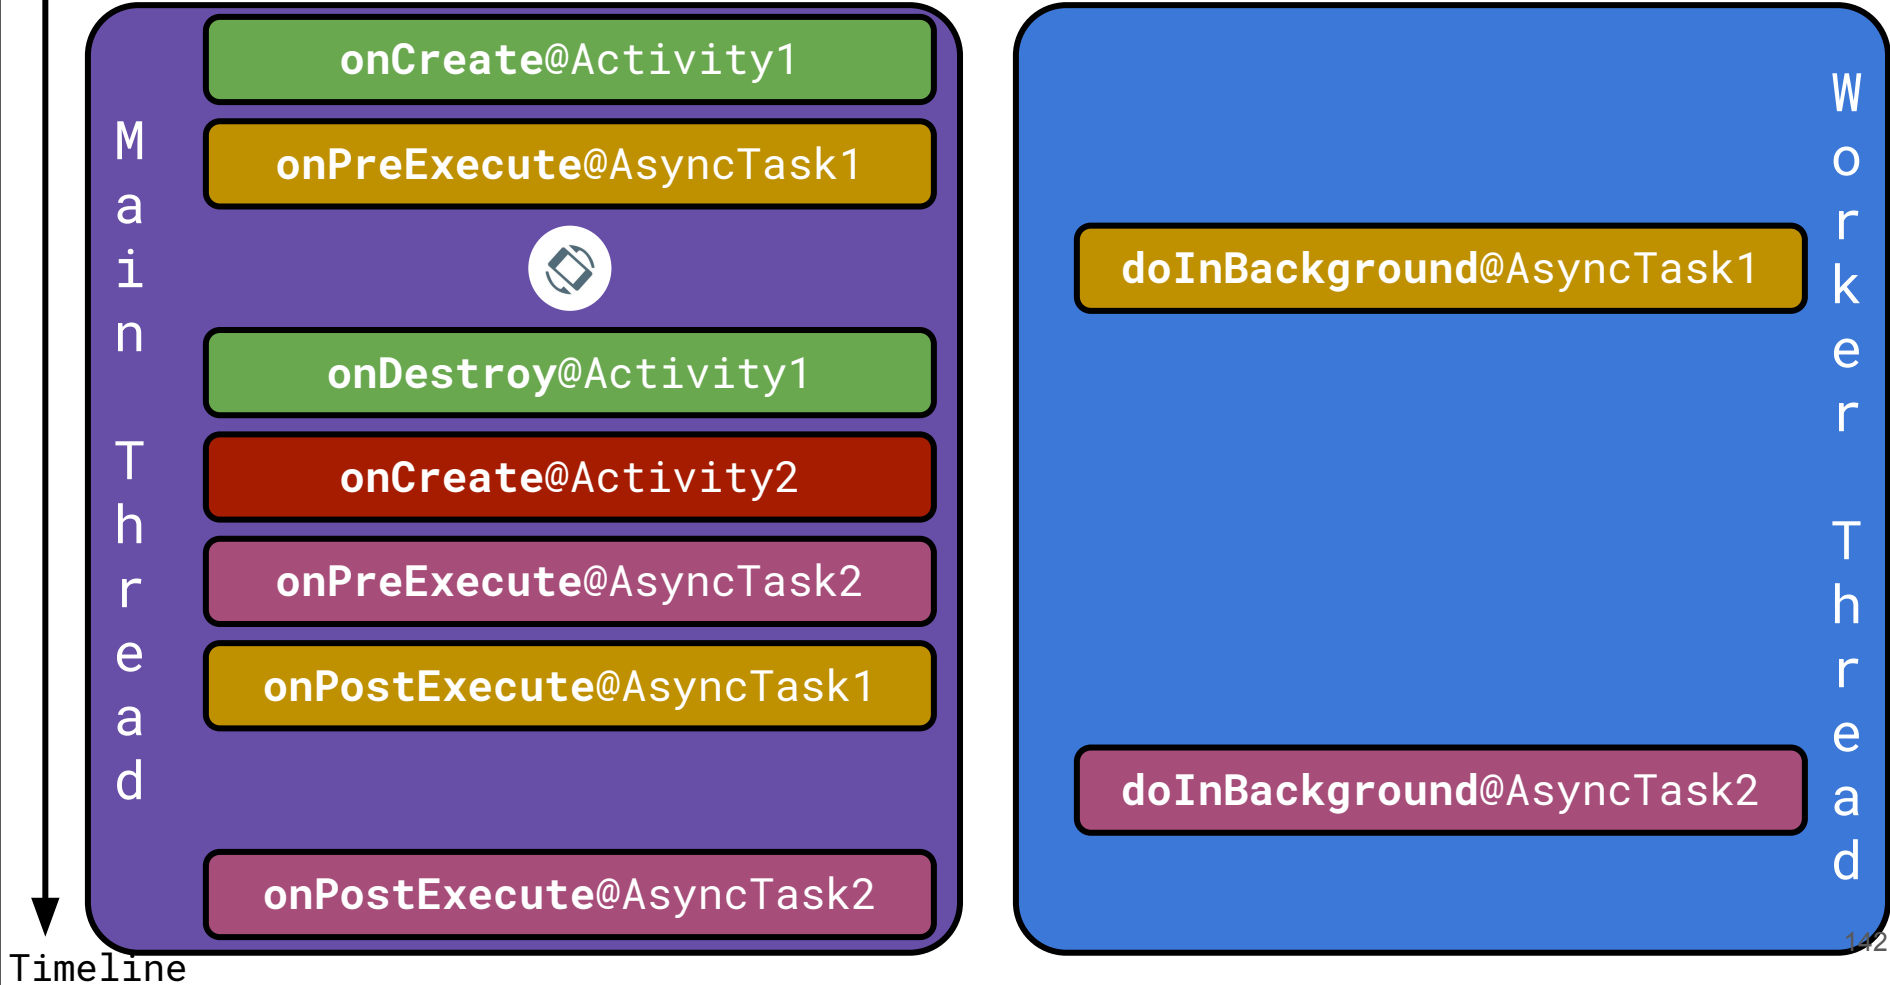 onCreate@Activity1
onPreExecute@AsyncTask1
doInBackground@AsyncTask1
onDestroy@Activity1
onCreate@Activity2
onPreExecute@AsyncTask2
onPostExecute@AsyncTask1
doInBackground@AsyncTask2
onPostExecute@AsyncTask2
Main Thread
Worker Thread
Timeline
142